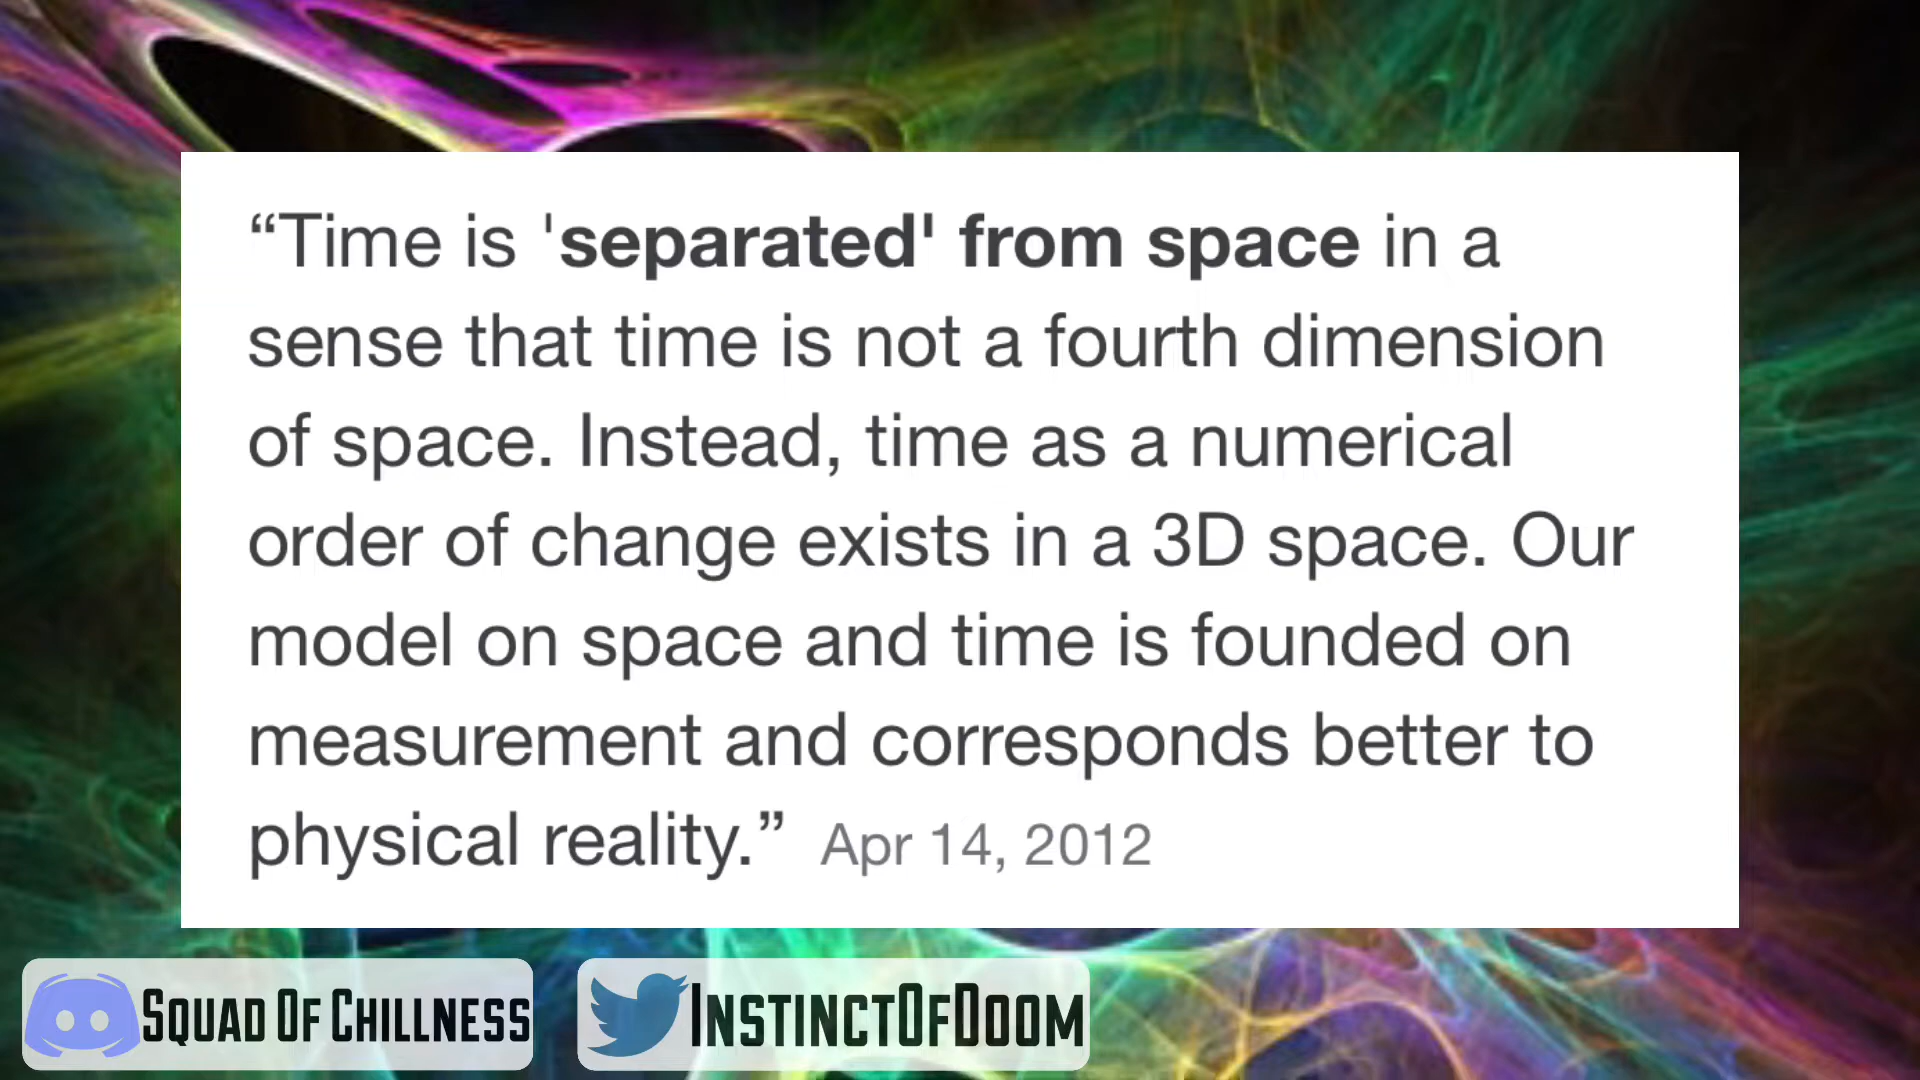 “Time is 'separated' from space in a
sense that time is not a fourth dimension
of space. Instead, time as a numerical
order of change exists in a 3D space. Our
model on space and time is founded on
measurement and corresponds better to
physical reality.” Apr 14, 2012
SQUAD OF CHILLNESS
INSTINCTOFDOOM